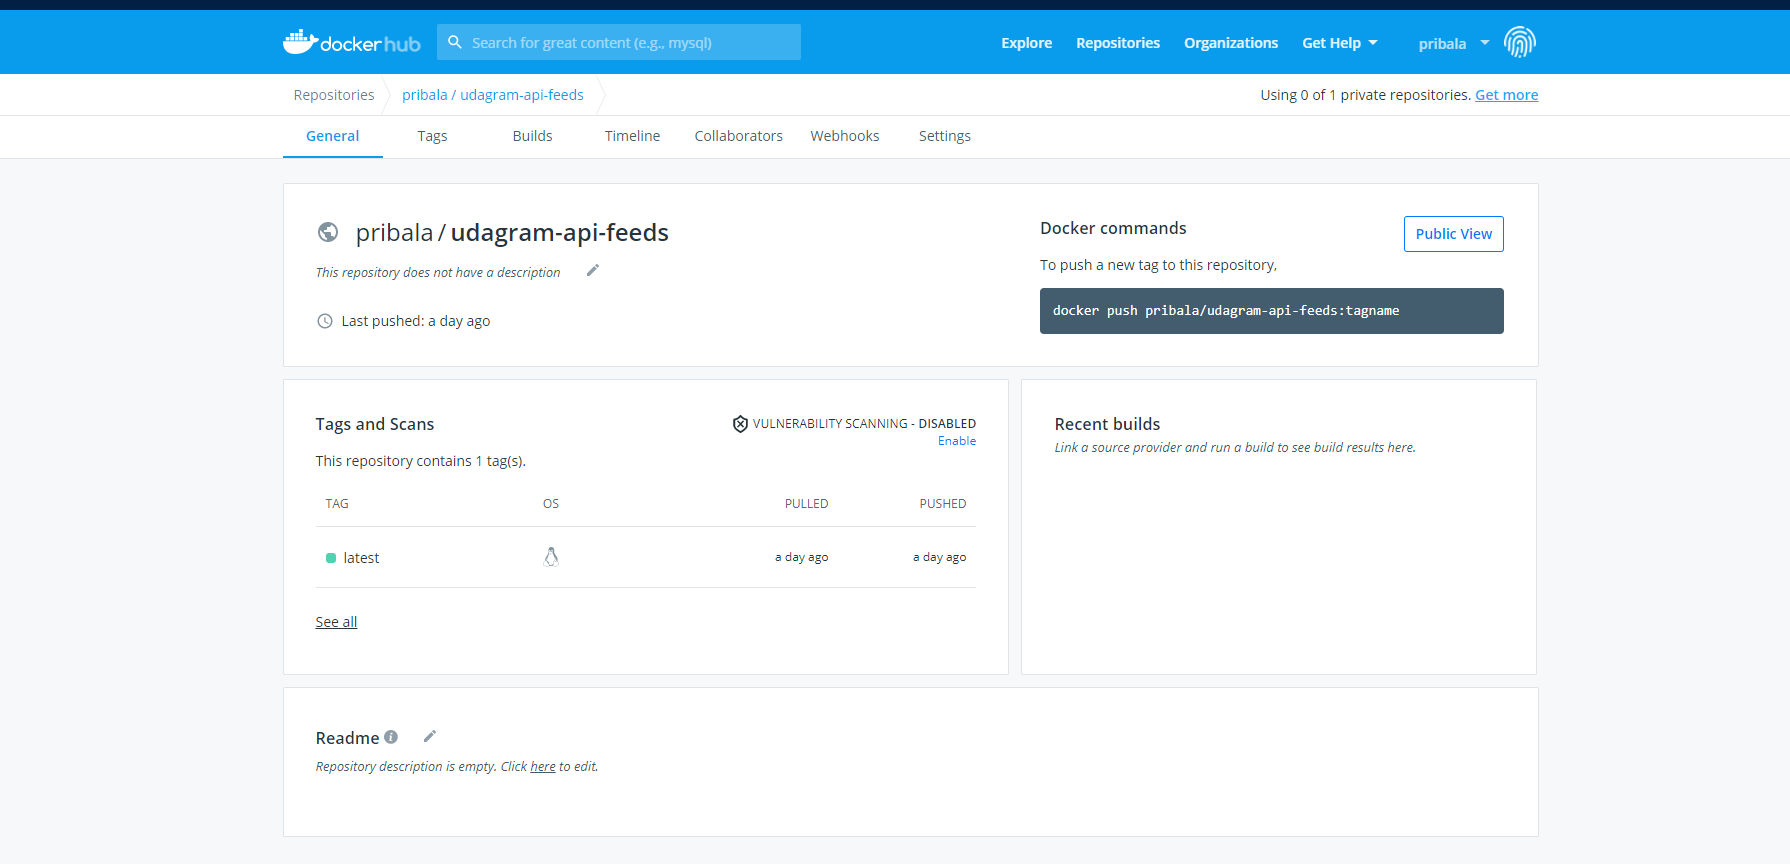 docker hub
Search for great content (e.g., mysql)
Explore
Repositories
Organizations
Get Help
pribala
Repositories
pribala / udagram-api-feeds
Using 0 of 1 private repositories. Get more
General
Tags
Builds
Timeline
Collaborators
Webhooks
Settings
pribala / udagram-api-feeds
This repository does not have a description
Last pushed: a day ago
Docker commands
Public View
To push a new tag to this repository,
docker push pribala/udagram-api-feeds:tagname
Tags and Scans
VULNERABILITY SCANNING - DISABLED
Enable
This repository contains 1 tag(s).
TAG
OS
PULLED
PUSHED
latest
a day ago
a day ago
See all
Recent builds
Link a source provider and run a build to see build results here.
Readme
Repository description is empty. Click here to edit.